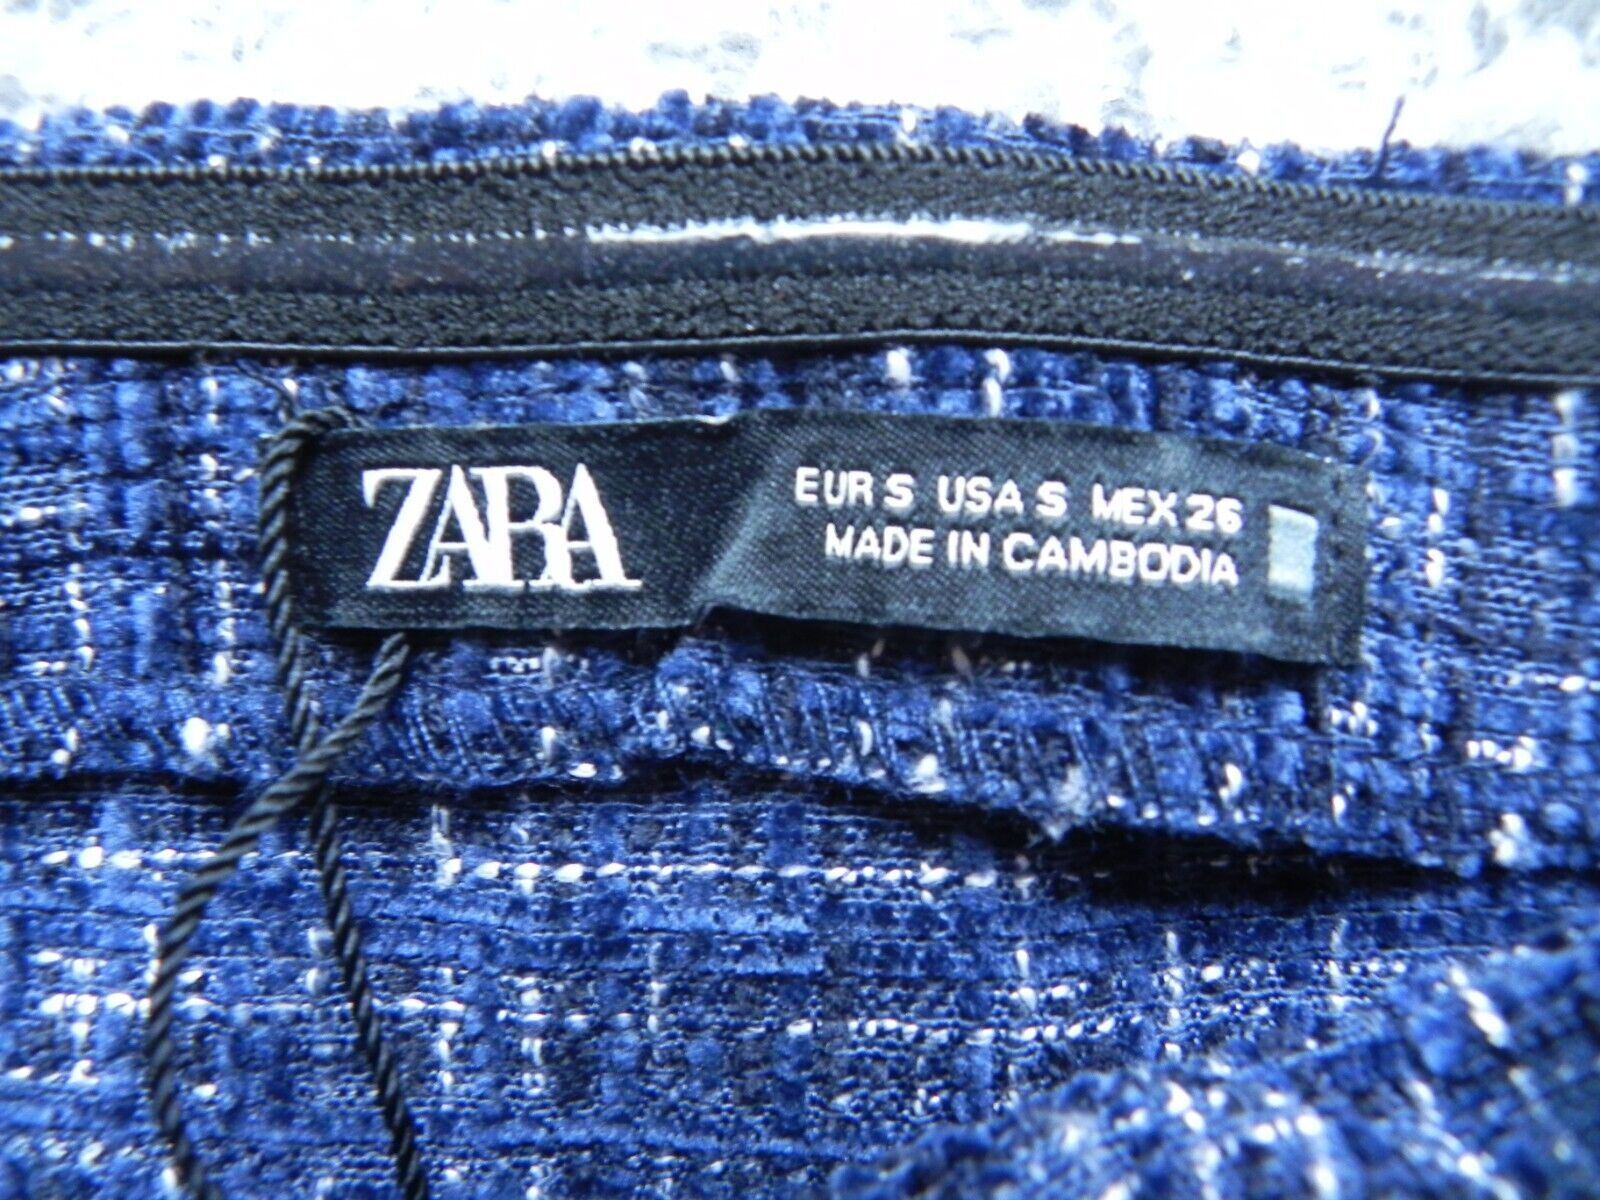 ZARA
EUR S USA S MEX 26
MADE IN CAMBODIA